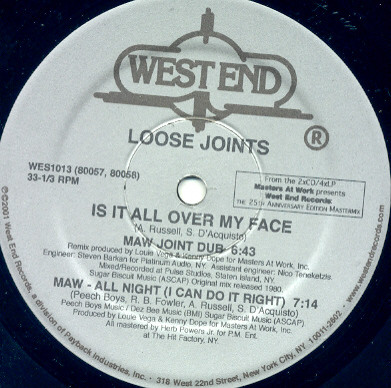 WEST END
LOOSE JOINTS
®
WES1013 (80057, 80058)
33-1/3 RPM
From the 2xCD/4xLP
Masters At Work presents
West End Records:
The 25th Anniversary Edition Mastermix
IS IT ALL OVER MY FACE
(A. Russell, S. D'Acquisto)
MAW JOINT DUB 6:43
Remix produced by Louie Vega & Kenny Dope for Masters At Work, Inc.
Engineer: Steven Barkan for Platinum Audio, NY. Assistant engineer: Nico Teneketzls.
Mixed/Recorded at Pulse Studios, Staten Island, NY.
Sugar Biscuit Music (ASCAP) Original mix released 1980.
MAW - ALL NIGHT (I CAN DO IT RIGHT) 7:14
(Peech Boys, R. B. Fowler, A. Russell, S. D'Acquisto)
Peech Boys Music / Dez Bee Music (BMI) Sugar Biscuit Music (ASCAP)
Produced by Louie Vega & Kenny Dope for Masters At Work, Inc.
All mastered by Herb Powers Jr. for P.M. Ent.
at The Hit Factory, NY.
©2001 West End Records, a division of Payback Industries, Inc. · 318 West 22nd Street, New York City, NY. 10011-2602 ·